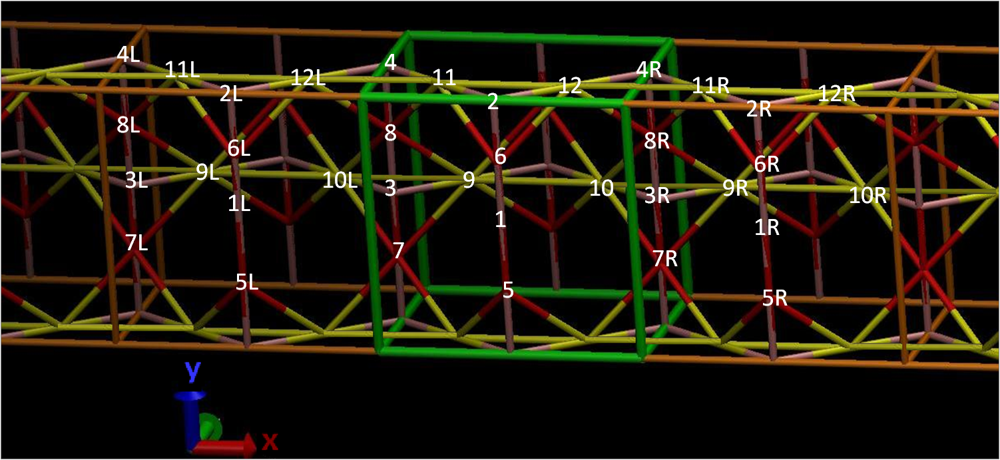 4L 11L 2L 12L 4 11 2 12 4R 11R 2R 12R
8L 6L 8 6 8R 6R
3L 9L 1L 10L 3 9 1 10 3R 9R 1R 10R
7L 5L 7 5 7R 5R
y
x